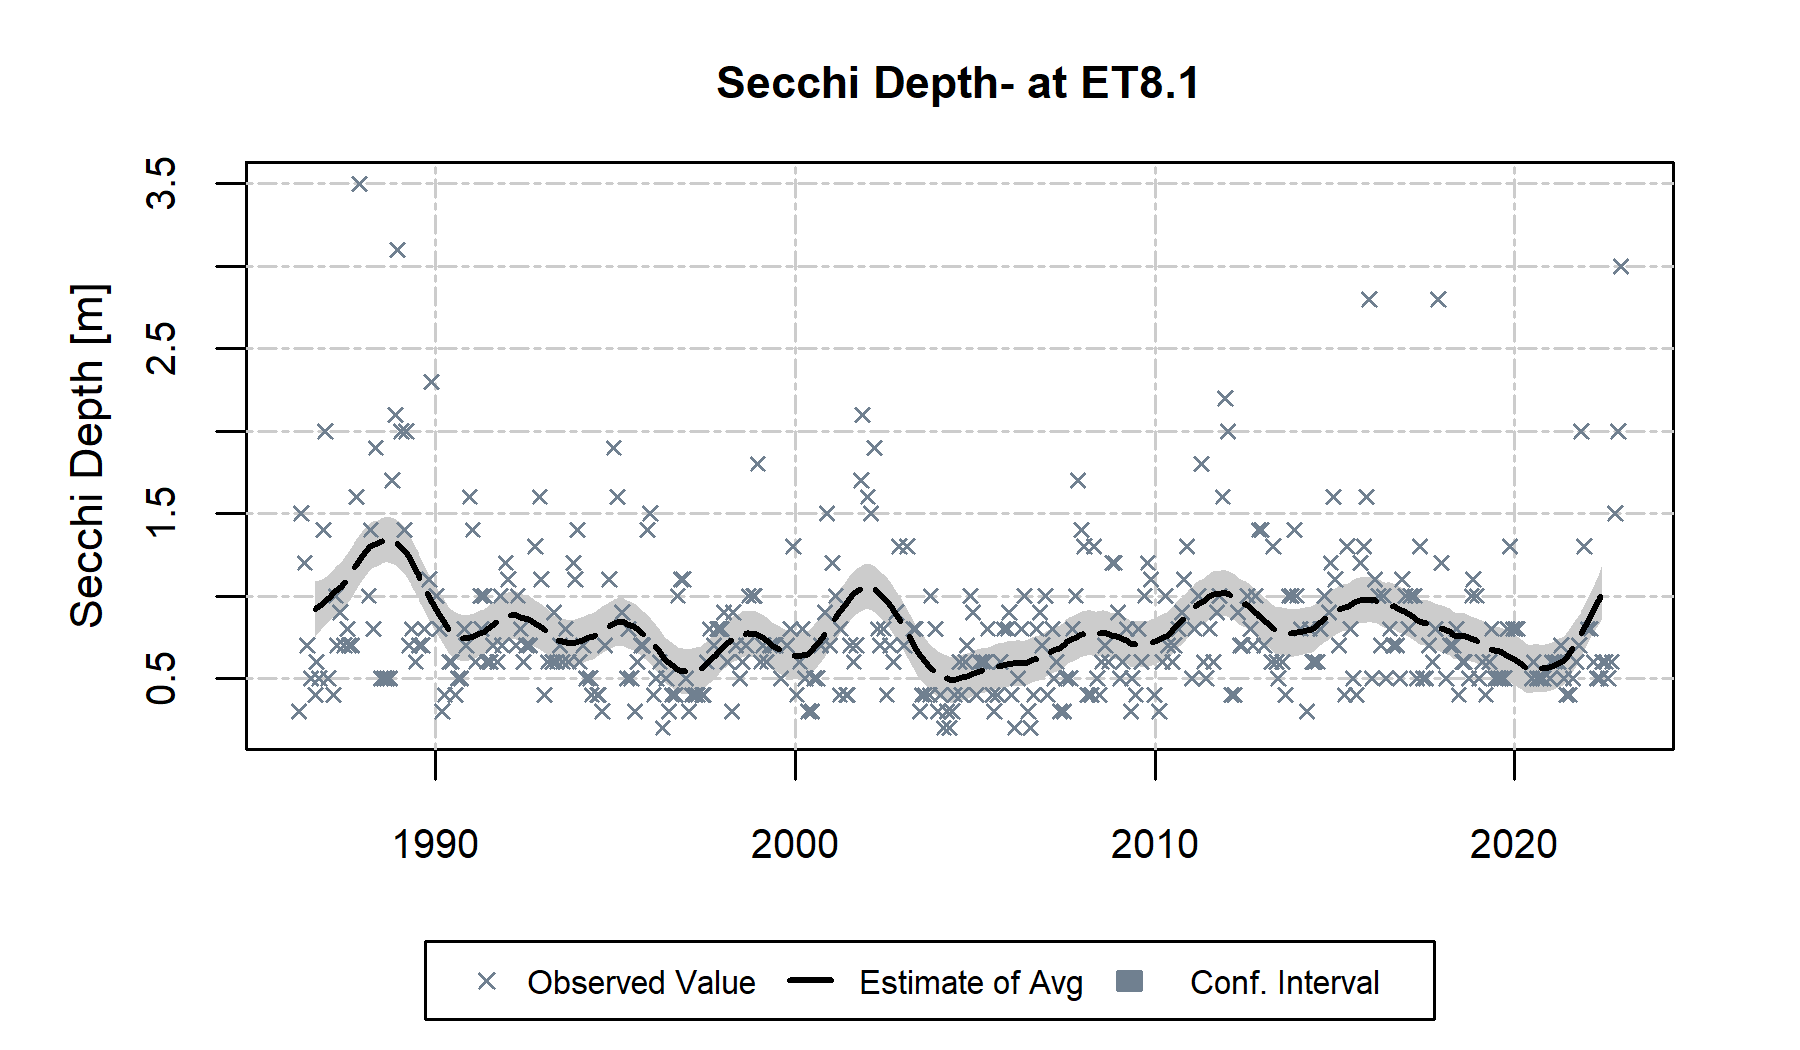 Secchi Depth- at ET8.1
Secchi Depth [m]
3.5
2.5
1.5
0.5
1990 2000 2010 2020
Observed Value Estimate of Avg Conf. Interval